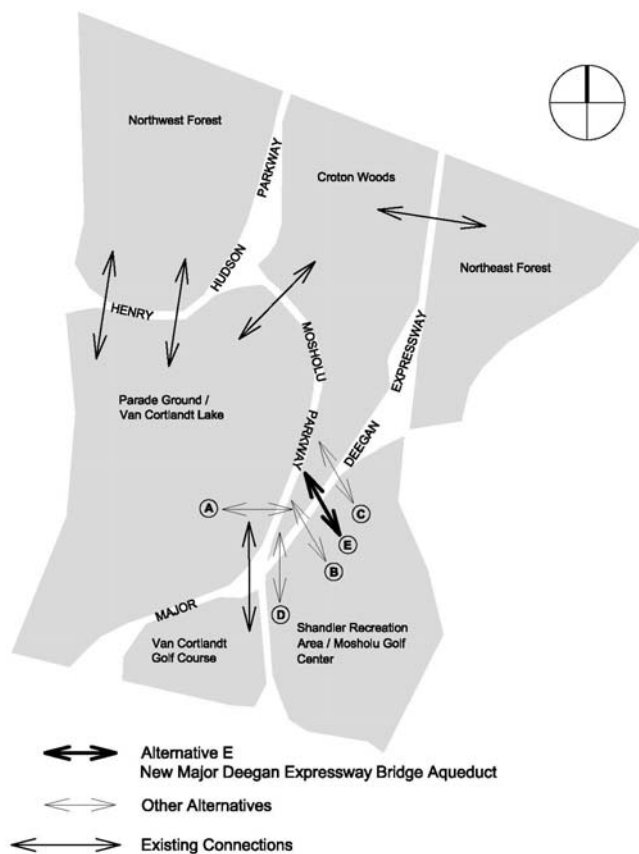 Northwest Forest
PARKWAY
Croton Woods
HUDSON
Northeast Forest
HENRY
MOSHOLU
EXPRESSWAY
Parade Ground /
Van Cortlandt Lake
PARKWAY
DEEGAN
A
C
E
B
D
MAJOR
Van Cortlandt
Golf Course
Shandler Recreation
Area / Mosholu Golf
Center
Alternative E
New Major Deegan Expressway Bridge Aqueduct
Other Alternatives
Existing Connections